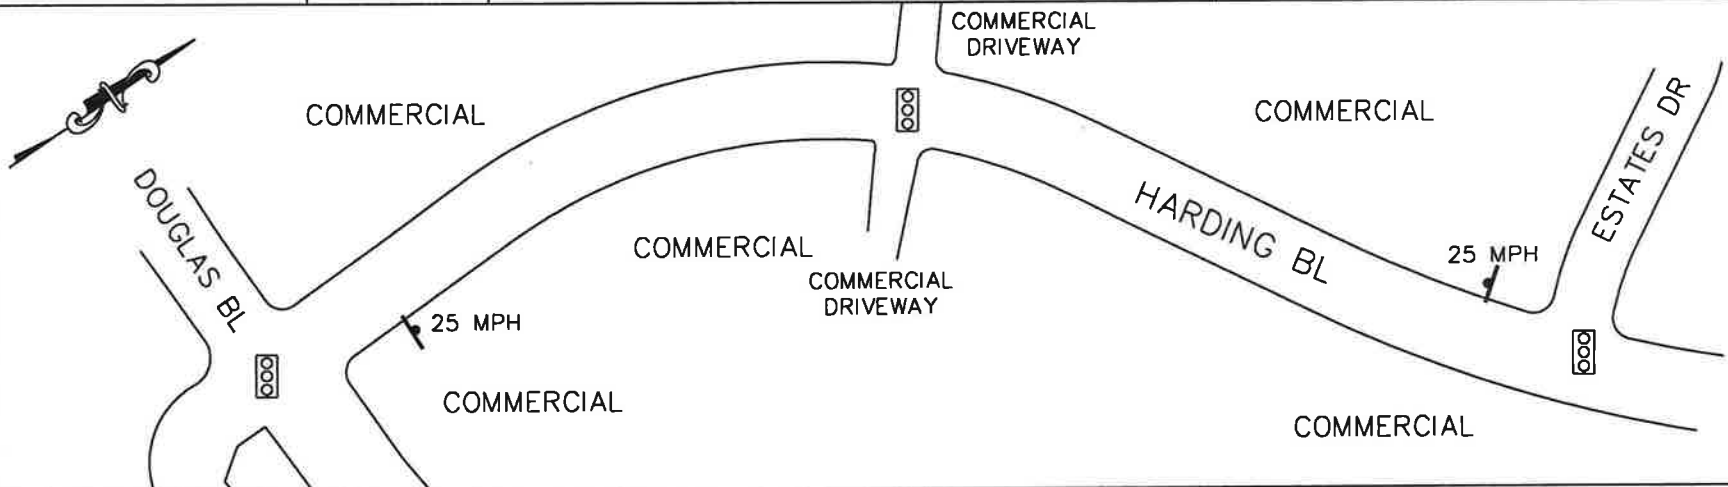 COMMERCIAL
DRIVEWAY
COMMERCIAL
COMMERCIAL
ESTATES DR
DOUGLAS BL
HARDING BL
COMMERCIAL
25 MPH
COMMERCIAL
DRIVEWAY
25 MPH
COMMERCIAL
COMMERCIAL